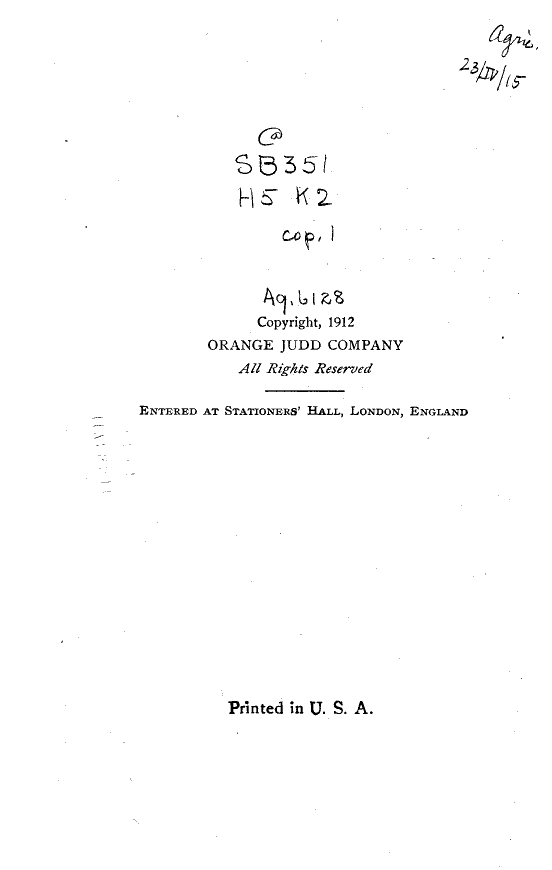 Agric.
23/IV/15
SB351
H5 K2
cop. 1
Ag. 6128
Copyright, 1912
ORANGE JUDD COMPANY
All Rights Reserved
ENTERED AT STATIONERS' HALL, LONDON, ENGLAND
Printed in U. S. A.